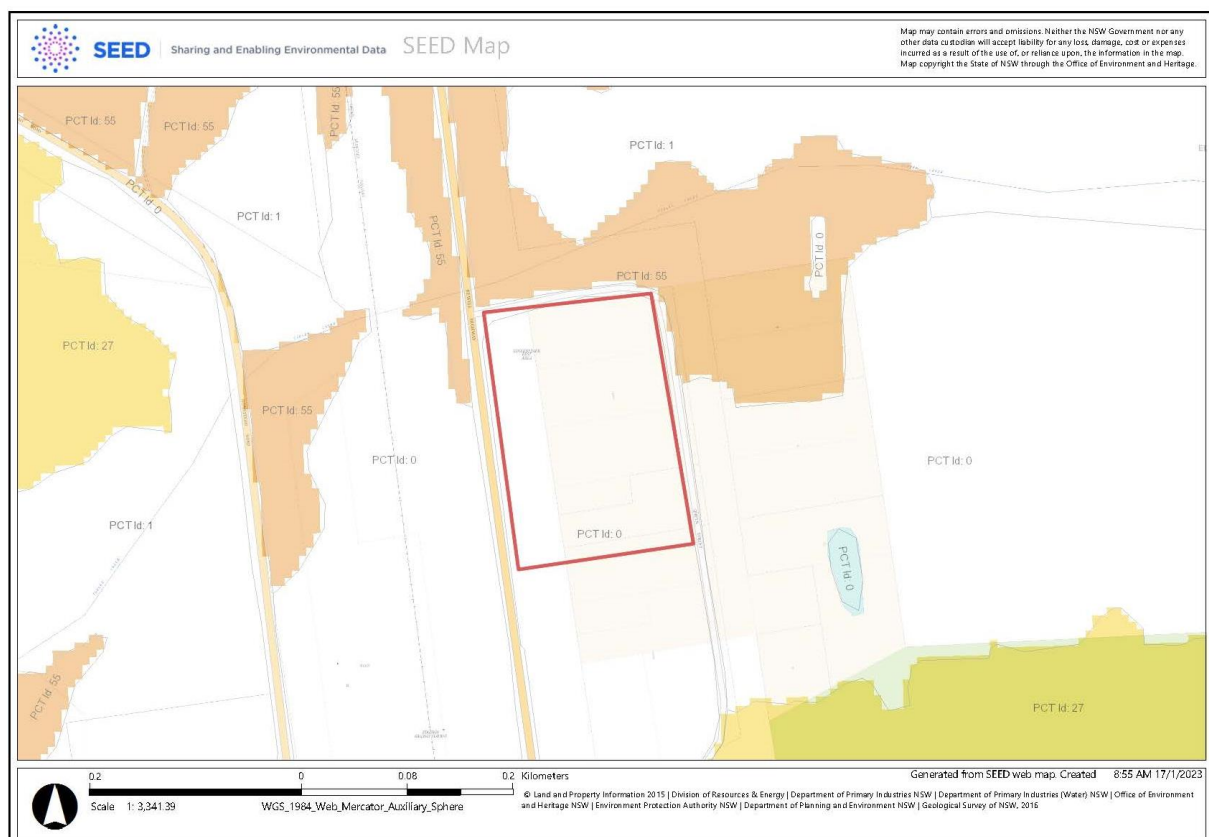 SEED
Sharing and Enabling Environmental Data
SEED Map
Map may contain errors and omissions. Neither the NSW Government nor any
other data custodian will accept liability for any loss, damage, cost or expenses
incurred as a result of the use of, or reliance upon, the information in the map.
Map copyright the State of NSW through the Office of Environment and Heritage.
PCT Id: 55
PCT Id: 55
PCT Id: 55
PCT Id: 1
PCT Id: 0
PCT Id: 1
PCT Id: 55
PCT Id: 0
PCT Id: 55
PCT Id: 27
PCT Id: 55
PCT Id: 0
PCT Id: 0
PCT Id: 1
PCT Id: 0
PCT Id: 0
PCT Id: 55
PCT Id: 27
0.2 0 0.08 0.2 Kilometers
Scale 1: 3,341.39
WGS_1984_Web_Mercator_Auxiliary_Sphere
Generated from SEED web map. Created 8:55 AM 17/1/2023
© Land and Property Information 2015 | Division of Resources & Energy | Department of Primary Industries NSW | Department of Primary Industries (Water) NSW | Office of Environment
and Heritage NSW | Environment Protection Authority NSW | Department of Planning and Environment NSW | Geological Survey of NSW, 2016